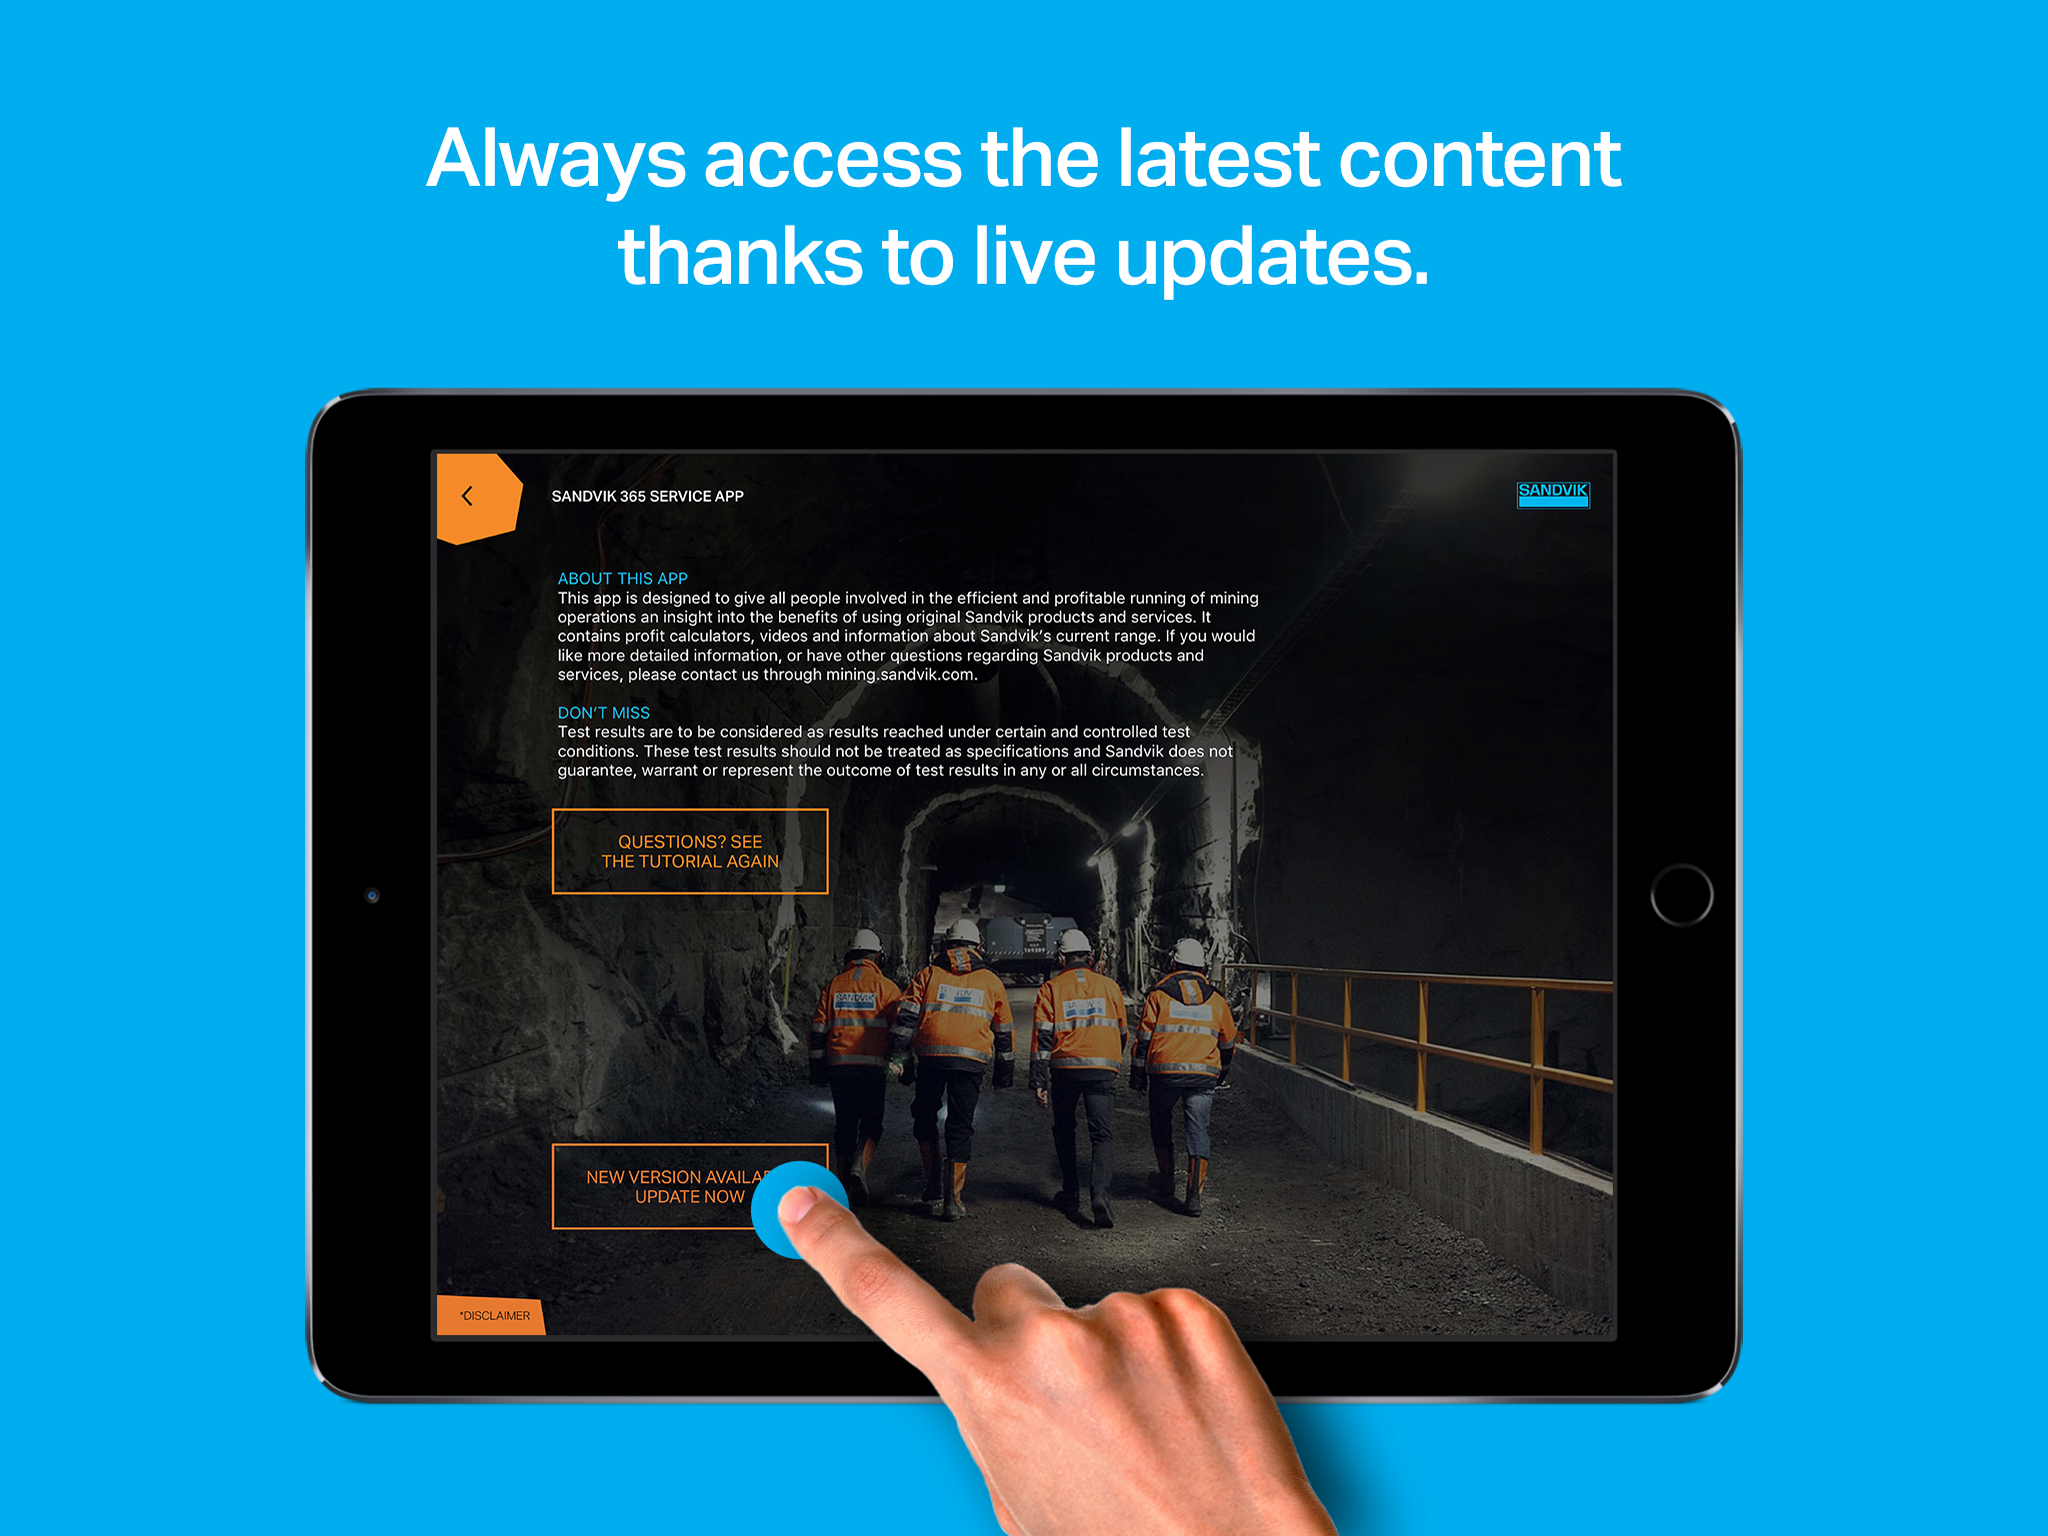 Always access the latest content
thanks to live updates.
SANDVIK 365 SERVICE APP
SANDVIK
ABOUT THIS APP
This app is designed to give all people involved in the efficient and profitable running of mining
operations an insight into the benefits of using original Sandvik products and services. It
contains profit calculators, videos and information about Sandvik's current range. If you would
like more detailed information, or have other questions regarding Sandvik products and
services, please contact us through mining.sandvik.com.
DON'T MISS
Test results are to be considered as results reached under certain and controlled test
conditions. These test results should not be treated as specifications and Sandvik does not
guarantee, warrant or represent the outcome of test results in any or all circumstances.
QUESTIONS? SEE
THE TUTORIAL AGAIN
SANDVIK
SANDVIK
SANDVIK
NEW VERSION
UPDATE NOW
*DISCLAIMER